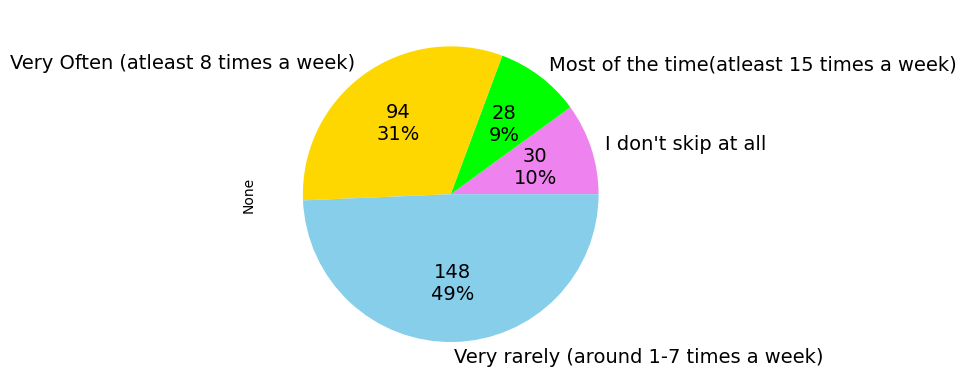 Very Often (atleast 8 times a week)
Most of the time(atleast 15 times a week)
94
31%
28
9%
I don't skip at all
30
10%
None
148
49%
Very rarely (around 1-7 times a week)